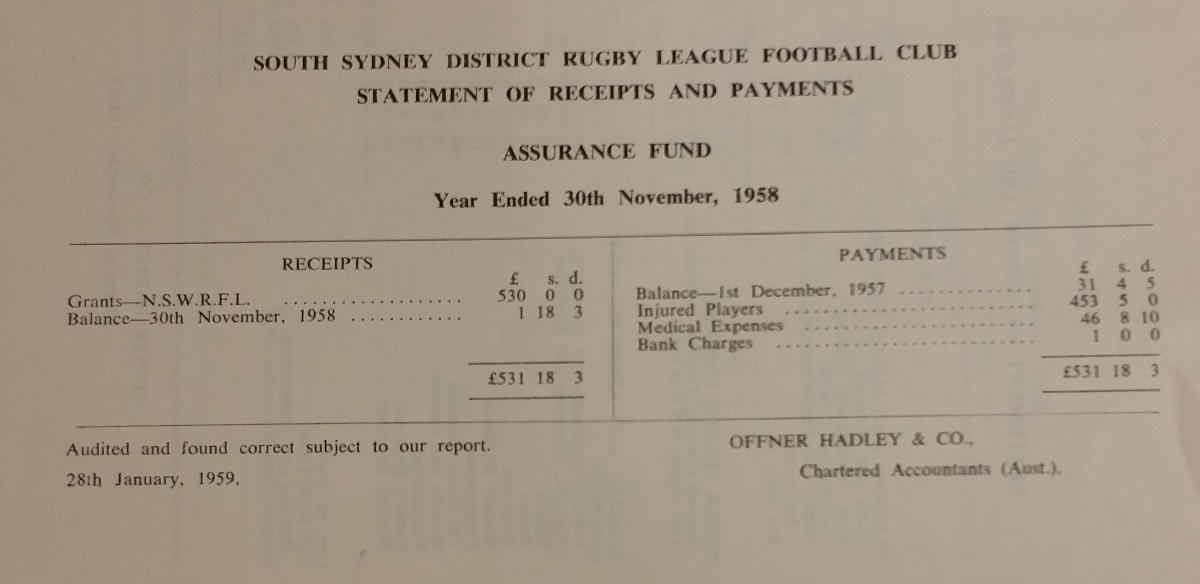 SOUTH SYDNEY DISTRICT RUGBY LEAGUE FOOTBALL CLUB
STATEMENT OF RECEIPTS AND PAYMENTS
ASSURANCE FUND
Year Ended 30th November, 1958
RECEIPTS
£ s. d.
Grants—N.S.W.R.F.L. .................. 530 0 0
Balance—30th November, 1958 ............ 1 18 3
£531 18 3
PAYMENTS
£ s. d.
Balance—1st December, 1957 .............. 31 4 5
Injured Players .......................... 453 5 0
Medical Expenses ........................ 46 8 10
Bank Charges ........................... 1 0 0
£531 18 3
Audited and found correct subject to our report.
28th January, 1959.
OFFNER HADLEY & CO.,
Chartered Accountants (Aust.).